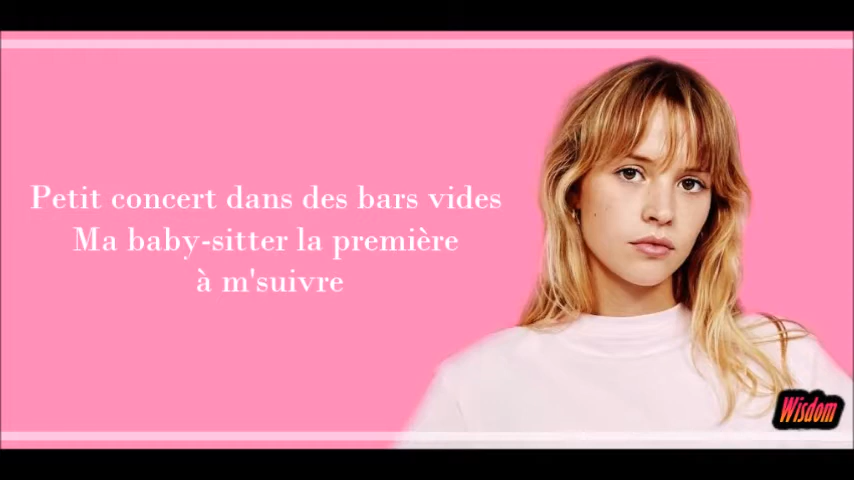 Petit concert dans des bars vides
Ma baby-sitter la première
à m'suivre
Wisdom